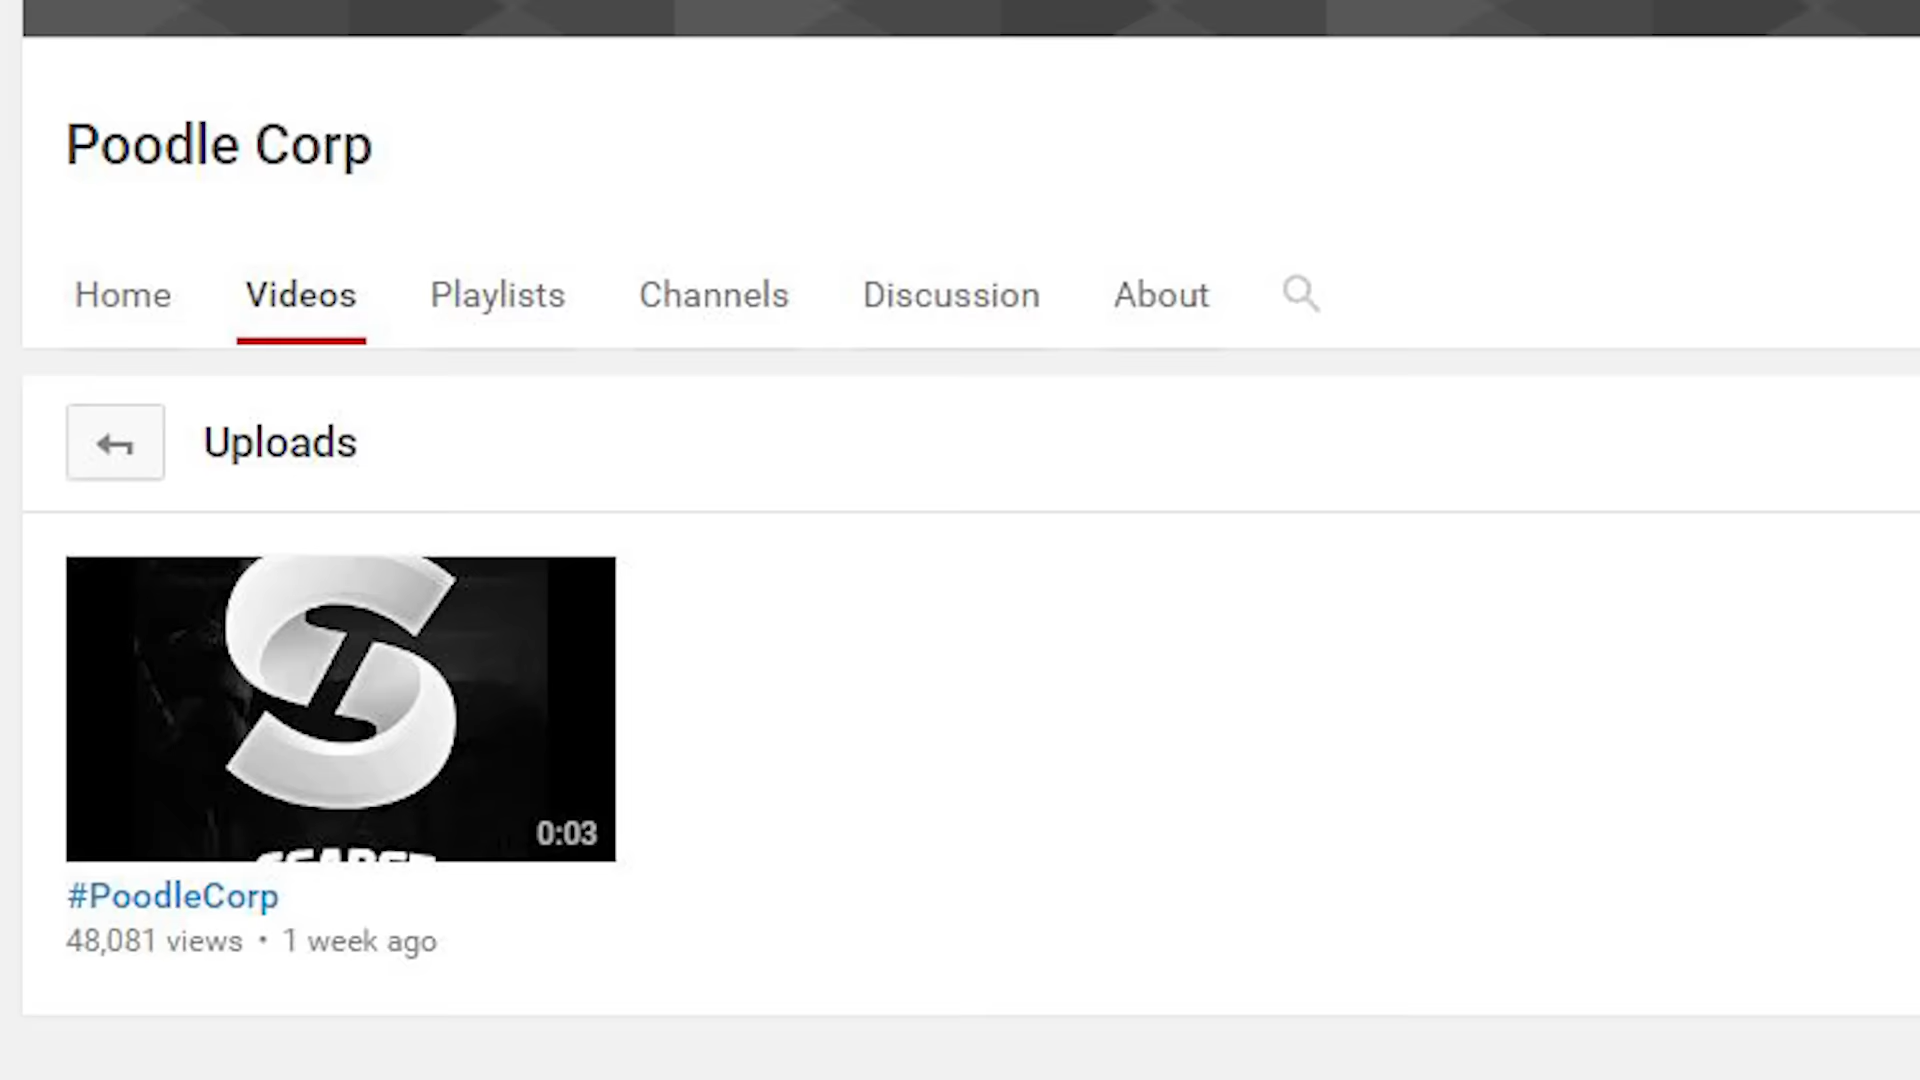 Poodle Corp
Home Videos Playlists Channels Discussion About
Uploads
0:03
#PoodleCorp
48,081 views • 1 week ago